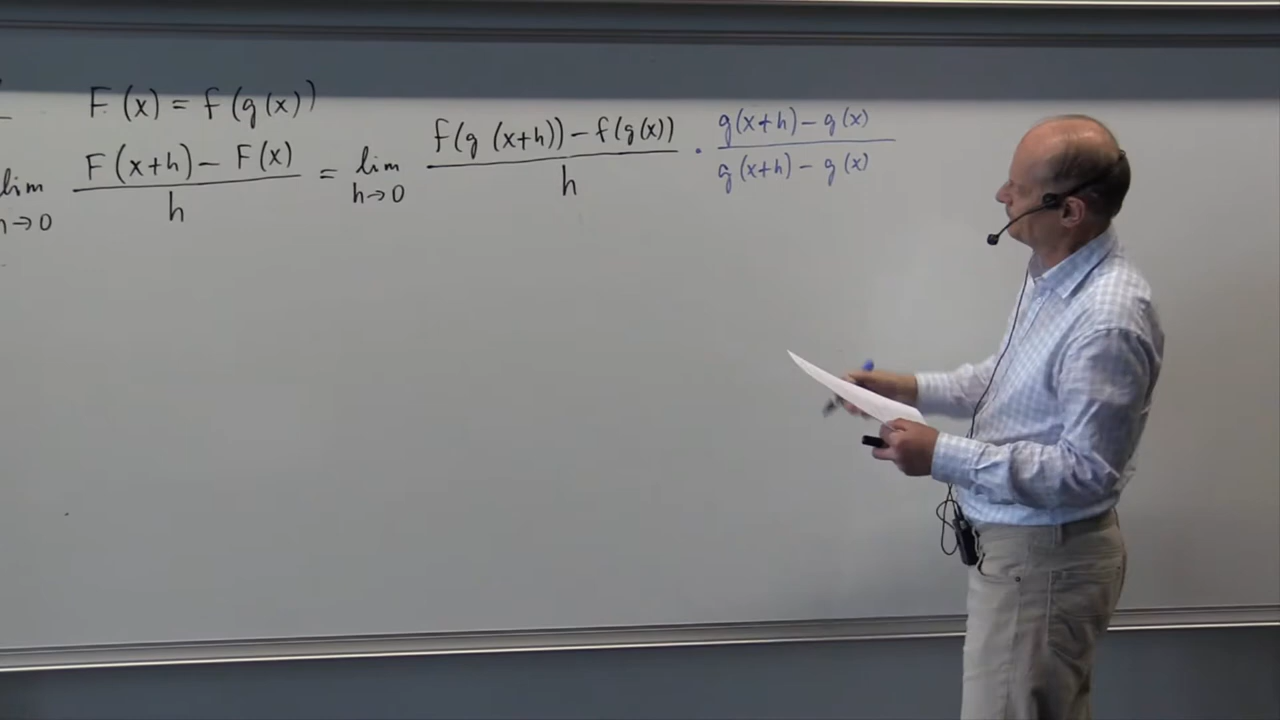 F(x) = f(g(x))
lim h→0 F(x+h) − F(x) / h = lim h→0 f(g(x+h)) − f(g(x)) / h · g(x+h) − g(x) / g(x+h) − g(x)